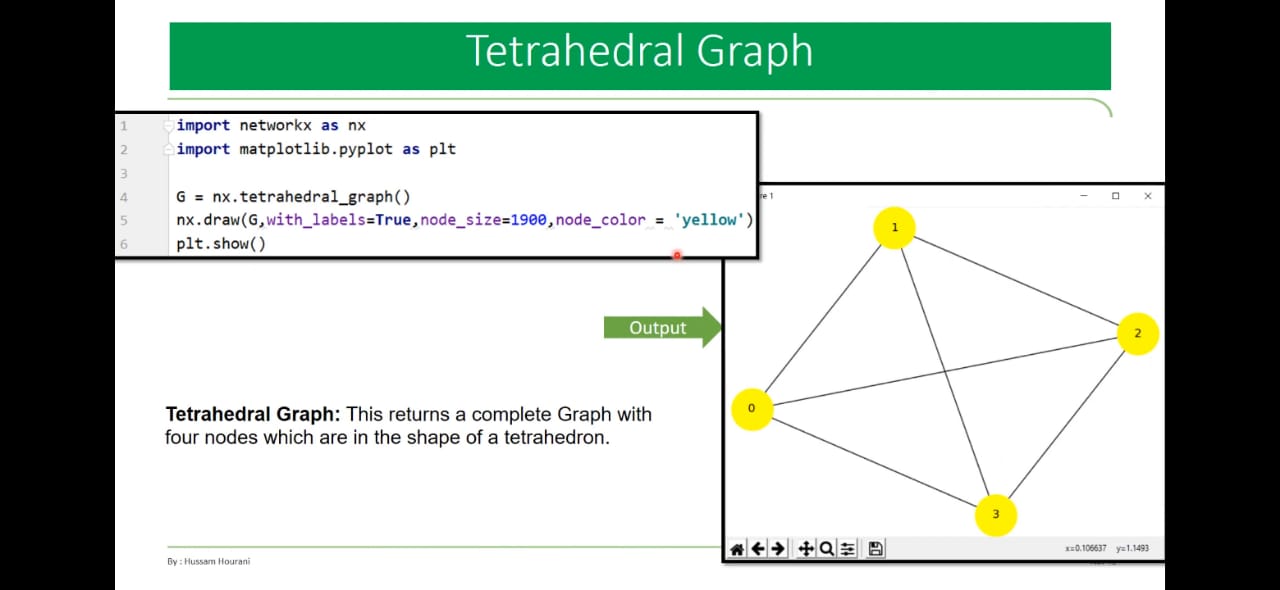 Tetrahedral Graph
1 import networkx as nx
2 import matplotlib.pyplot as plt
3
4 G = nx.tetrahedral_graph()
5 nx.draw(G,with_labels=True,node_size=1900,node_color = 'yellow')
6 plt.show()
re 1
1
2
0
3
Output
Tetrahedral Graph: This returns a complete Graph with
four nodes which are in the shape of a tetrahedron.
x=0.106637 y=1.1493
By : Hussam Hourani